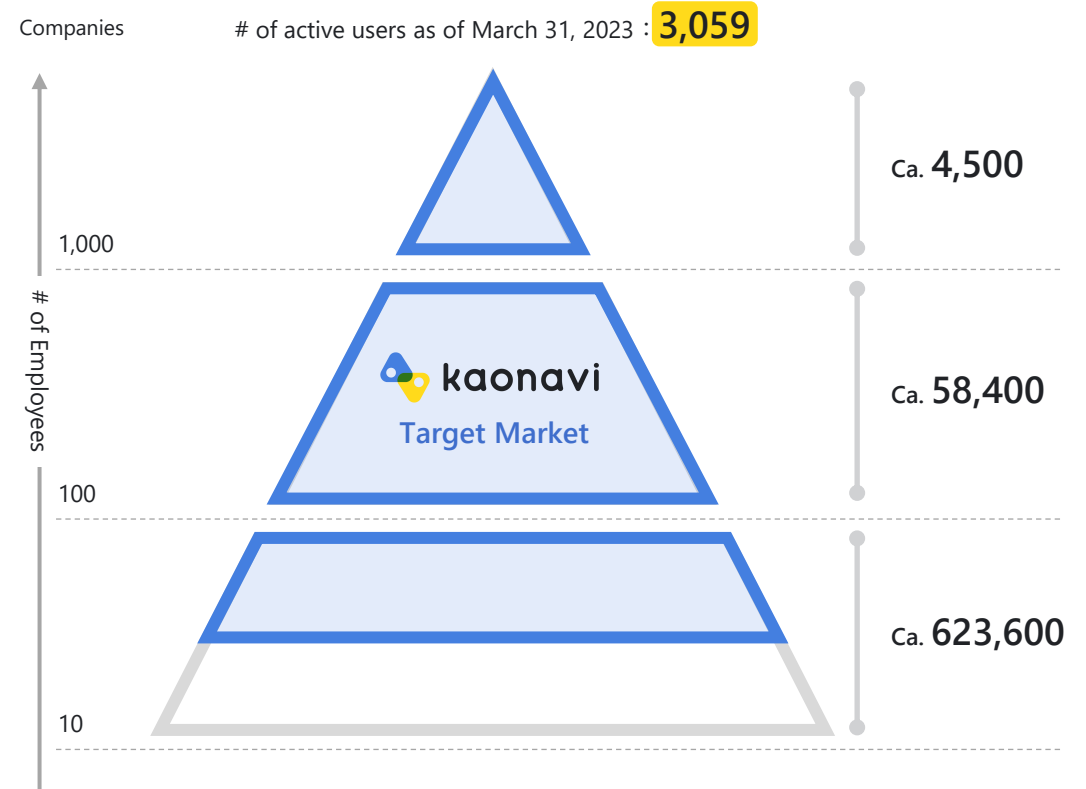 Companies
# of active users as of March 31, 2023 : 3,059
Ca. 4,500
1,000
# of Employees
kaonavi
Target Market
Ca. 58,400
100
Ca. 623,600
10